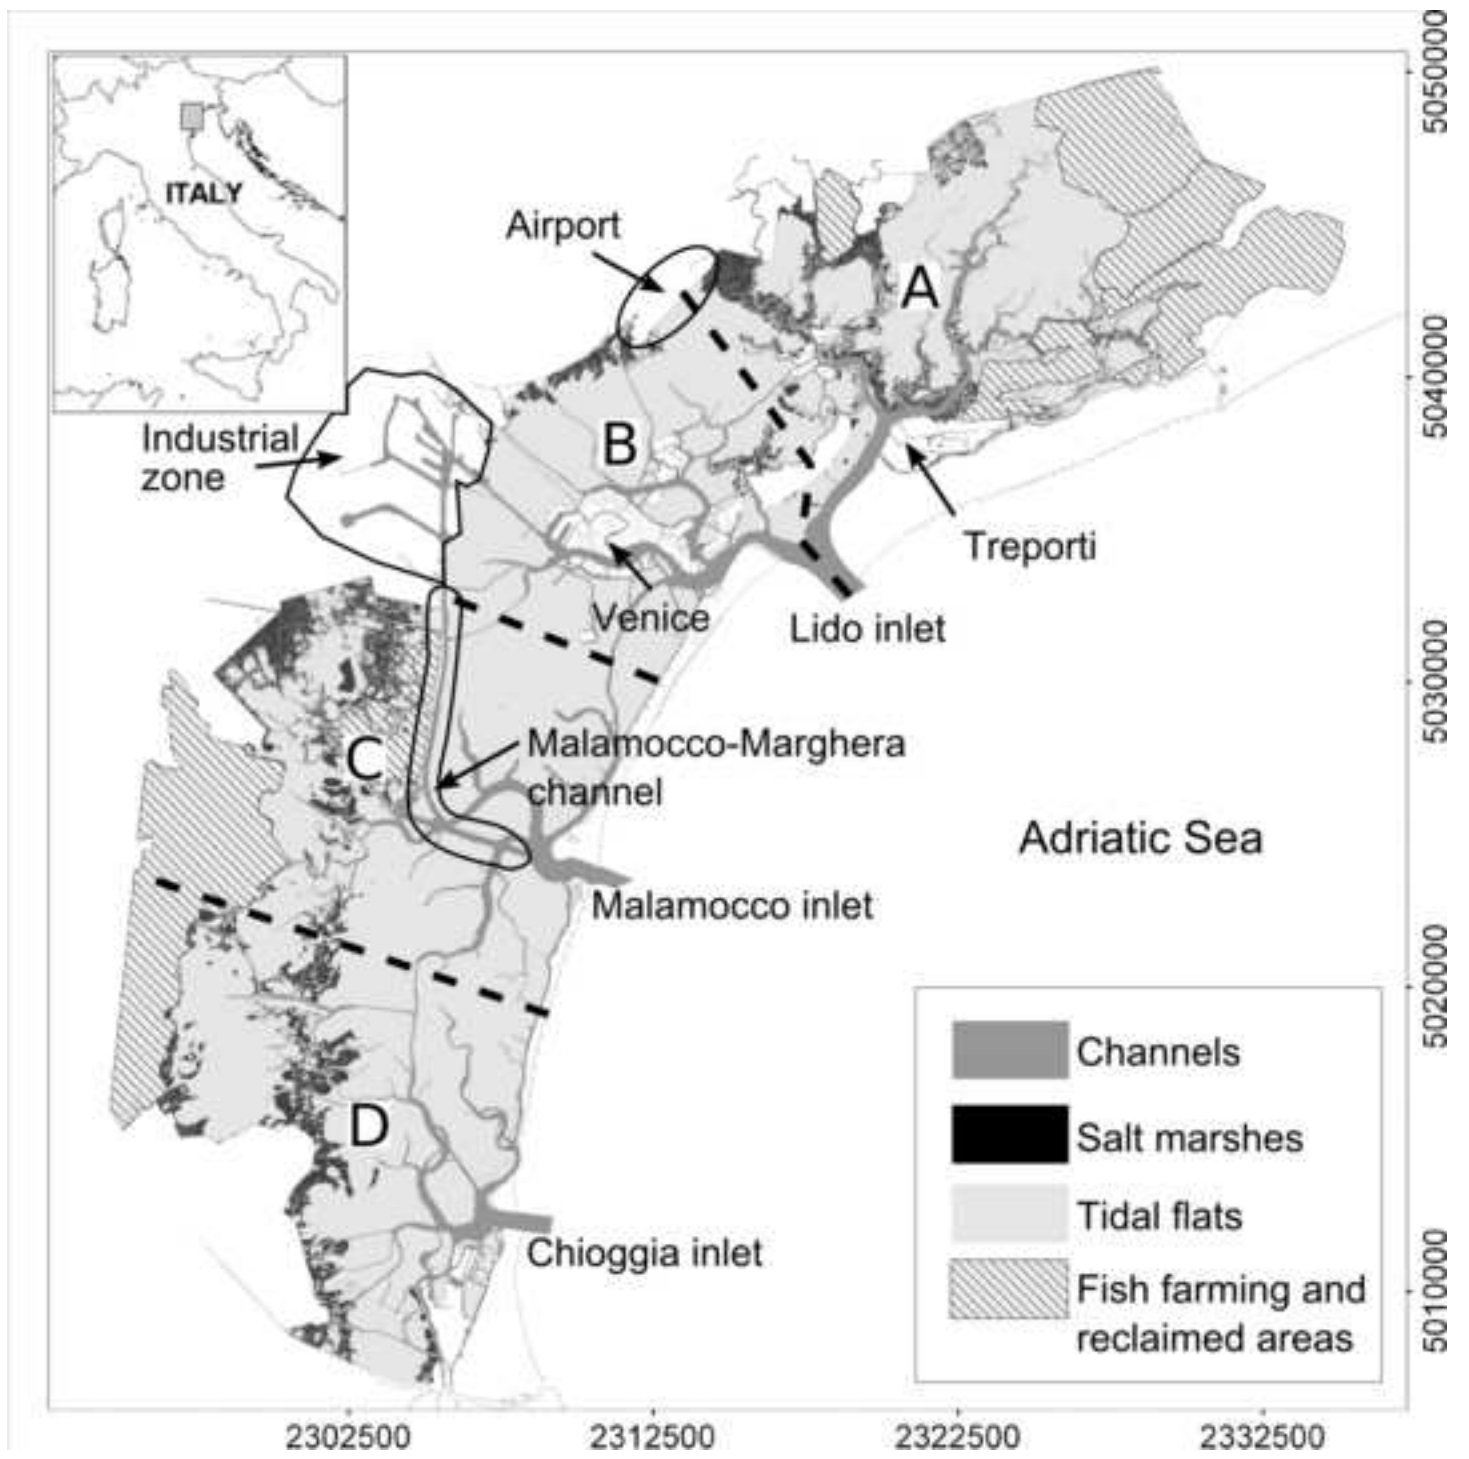 ITALY
Airport
A
Industrial
zone
B
Treporti
Venice
Lido inlet
C
Malamocco-Marghera
channel
Adriatic Sea
Malamocco inlet
D
Chioggia inlet
Channels
Salt marshes
Tidal flats
Fish farming and
reclaimed areas
5050000
5040000
5030000
5020000
5010000
2302500
2312500
2322500
2332500